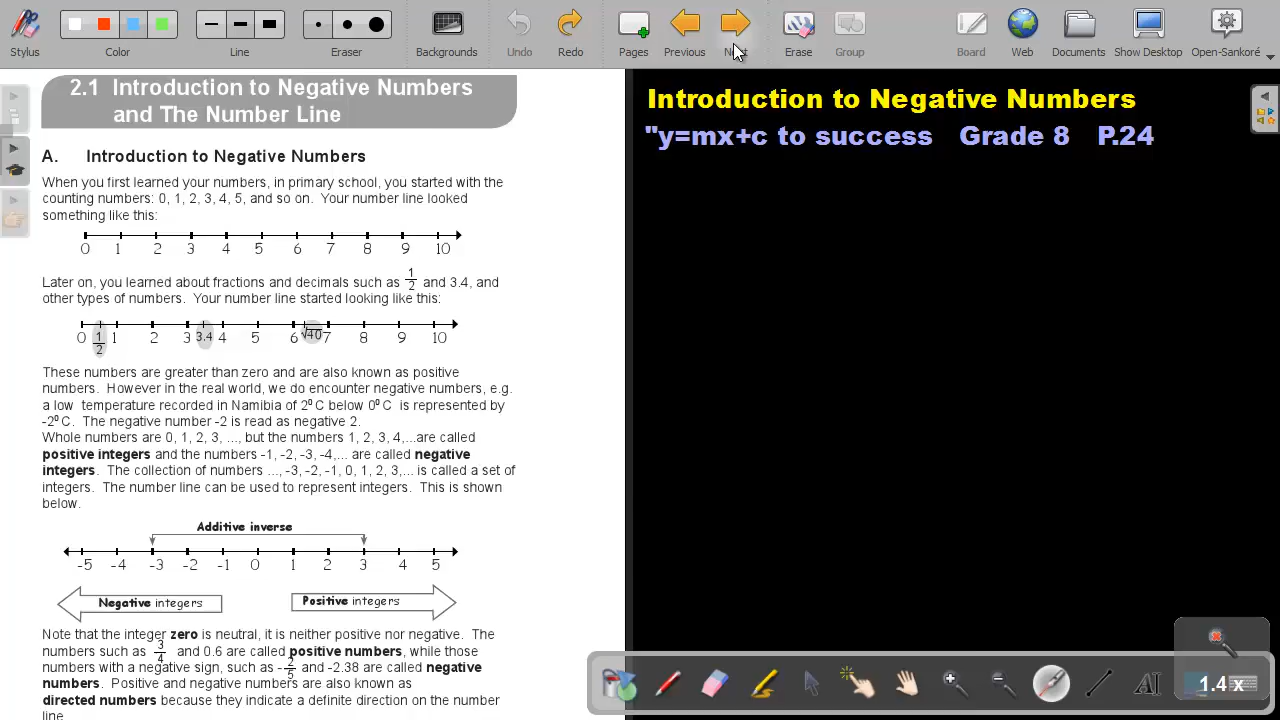 Stylus Color Line Eraser Backgrounds Undo Redo Pages Previous Next Erase Group Board Web Documents Show Desktop Open-Sankoré
2.1 Introduction to Negative Numbers
and The Number Line
A. Introduction to Negative Numbers
When you first learned your numbers, in primary school, you started with the
counting numbers: 0, 1, 2, 3, 4, 5, and so on. Your number line looked
something like this:
0 1 2 3 4 5 6 7 8 9 10
Later on, you learned about fractions and decimals such as 1/2 and 3.4, and
other types of numbers. Your number line started looking like this:
0 1/2 1 2 3 3.4 4 5 6 √40 7 8 9 10
These numbers are greater than zero and are also known as positive
numbers. However in the real world, we do encounter negative numbers, e.g.
a low temperature recorded in Namibia of 2⁰ C below 0⁰ C is represented by
-2⁰ C. The negative number -2 is read as negative 2.
Whole numbers are 0, 1, 2, 3, ..., but the numbers 1, 2, 3, 4,...are called
positive integers and the numbers -1, -2, -3, -4,... are called negative
integers. The collection of numbers ..., -3, -2, -1, 0, 1, 2, 3,... is called a set of
integers. The number line can be used to represent integers. This is shown
below.
Additive inverse
-5 -4 -3 -2 -1 0 1 2 3 4 5
Negative integers Positive integers
Note that the integer zero is neutral, it is neither positive nor negative. The
numbers such as 3/4 and 0.6 are called positive numbers, while those
numbers with a negative sign, such as -2/5 and -2.38 are called negative
numbers. Positive and negative numbers are also known as
directed numbers because they indicate a definite direction on the number
line.
Introduction to Negative Numbers
"y=mx+c to success Grade 8 P.24
1.4 x
AI